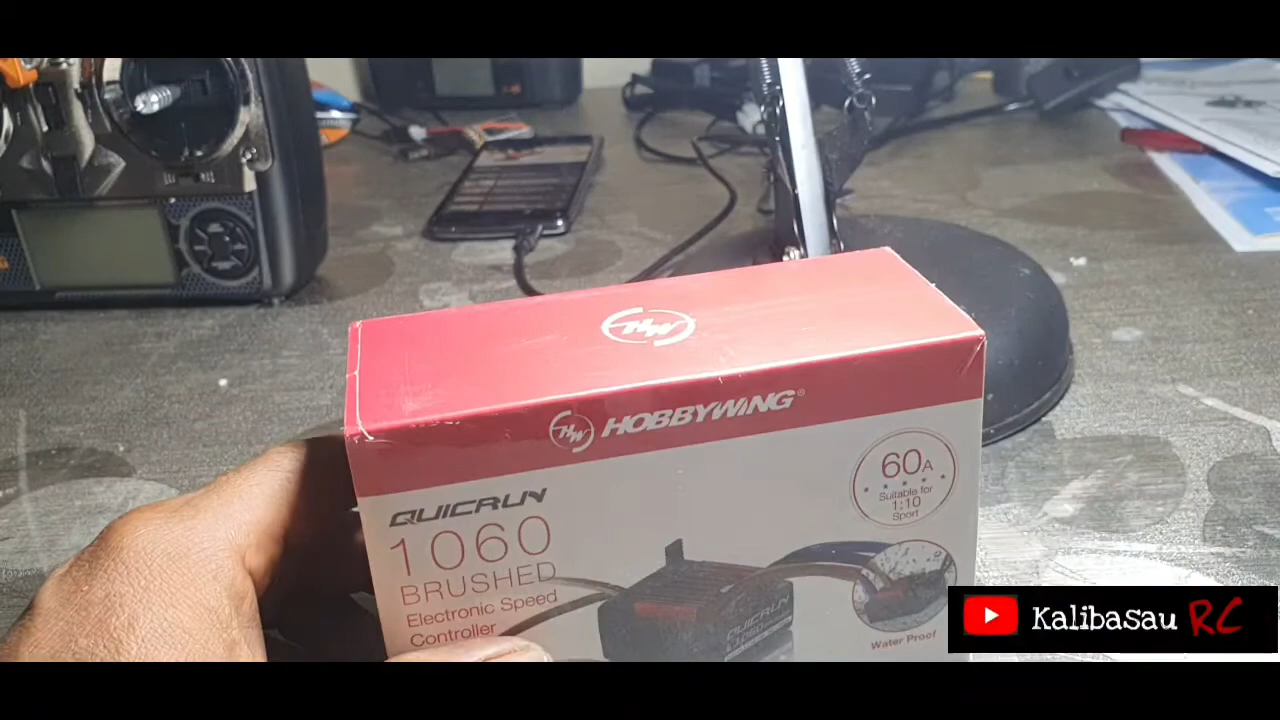 HW
HW HOBBYWING®
QUICRUN
1060
BRUSHED
Electronic Speed
Controller
60A
Suitable for
1:10
Sport
QUICRUN
Water Proof
Kalibasau RC